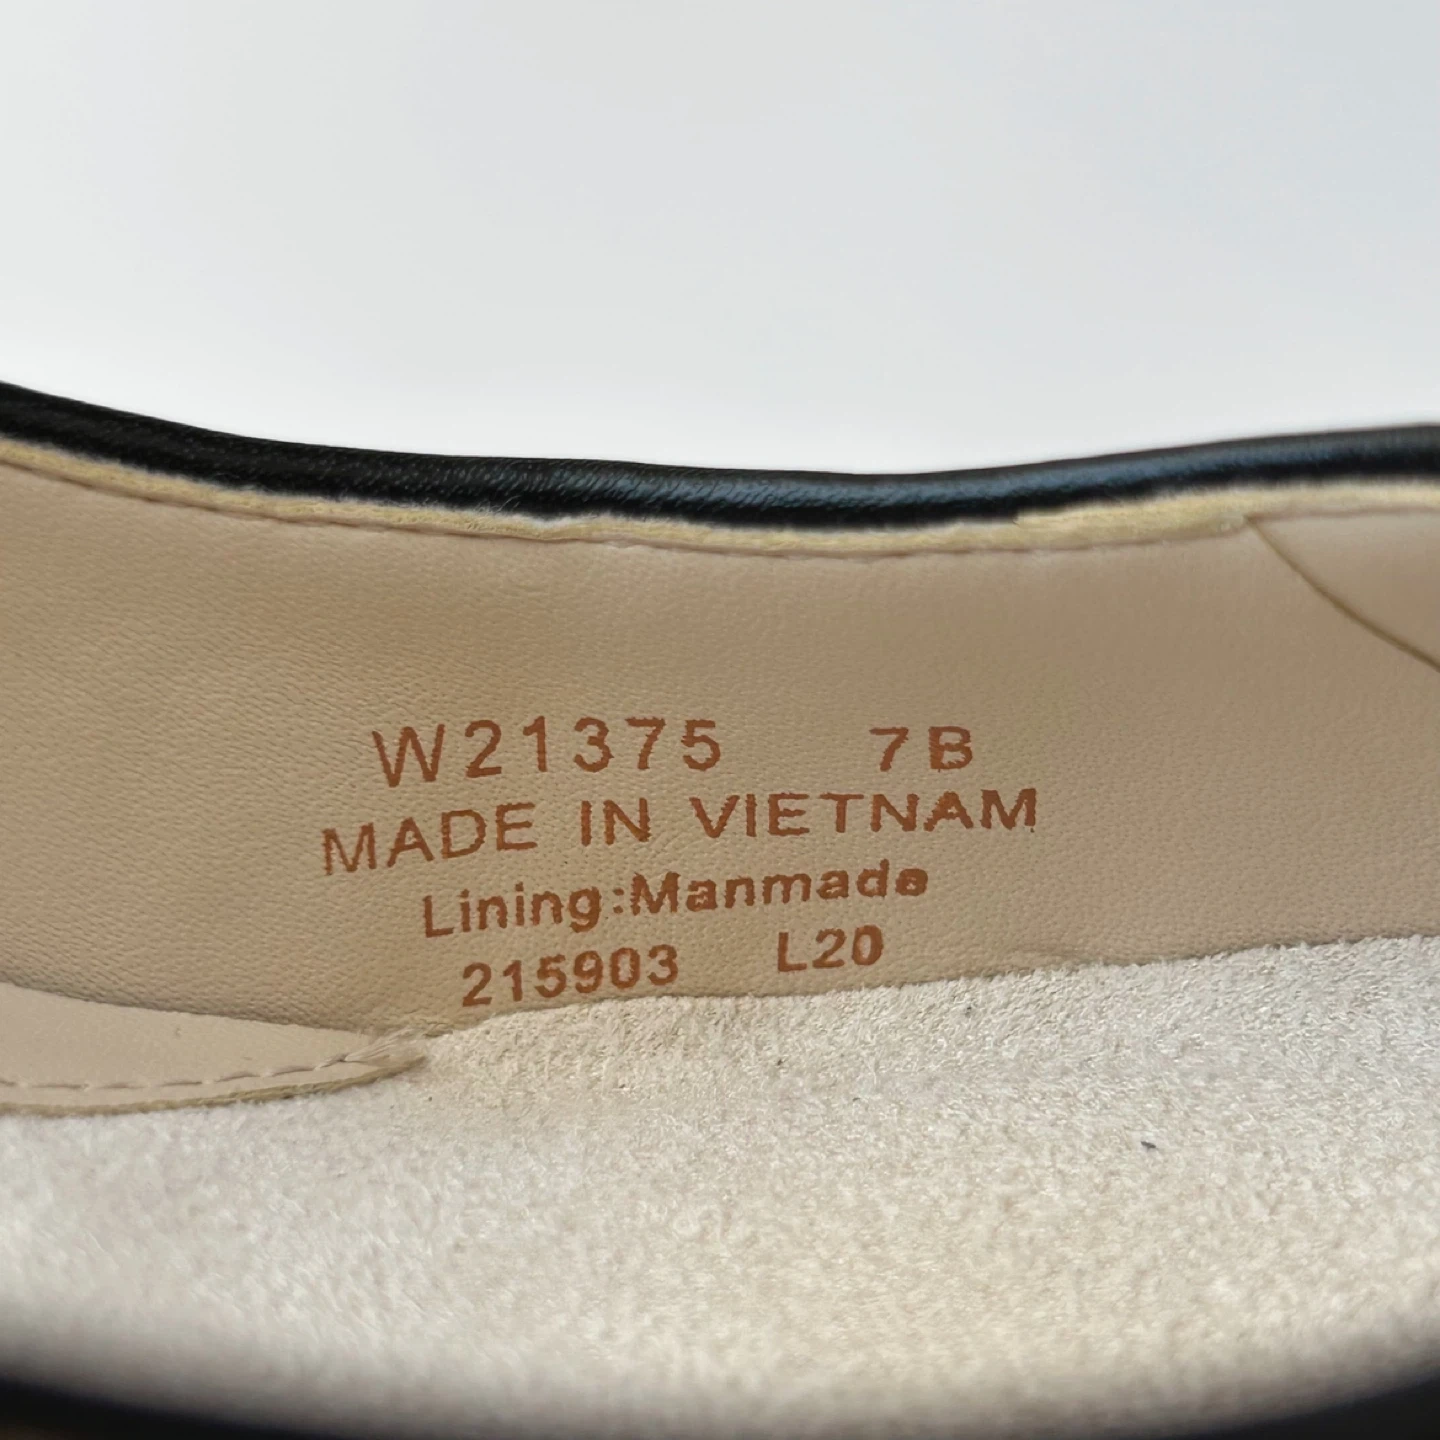 W21375 7B
MADE IN VIETNAM
Lining:Manmade
215903 L20